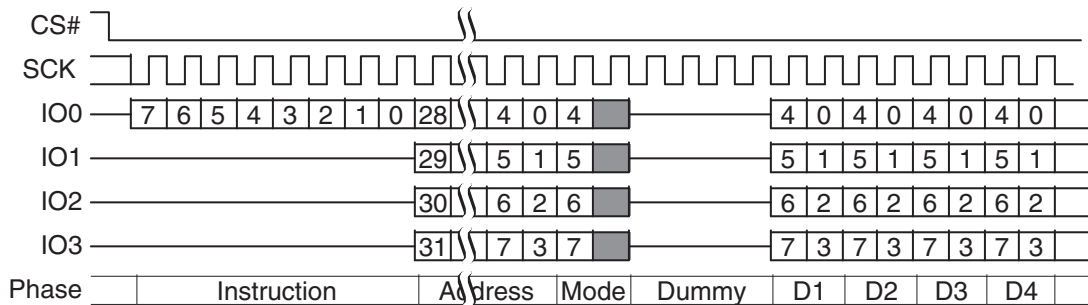 CS#
SCK
IO0 7 6 5 4 3 2 1 0 28 4 0 4 4 0 4 0 4 0 4 0
IO1 29 5 1 5 5 1 5 1 5 1 5 1
IO2 30 6 2 6 6 2 6 2 6 2 6 2
IO3 31 7 3 7 7 3 7 3 7 3 7 3
Phase Instruction Address Mode Dummy D1 D2 D3 D4